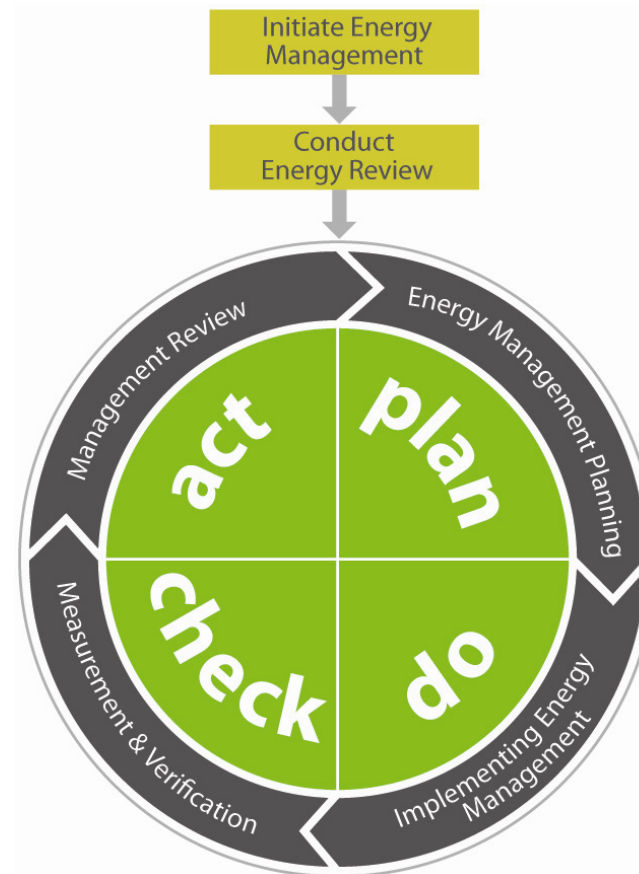 Initiate Energy
Management
Conduct
Energy Review
Management Review
Energy Management Planning
act
plan
check
do
Measurement & Verification
Implementing Energy
Management